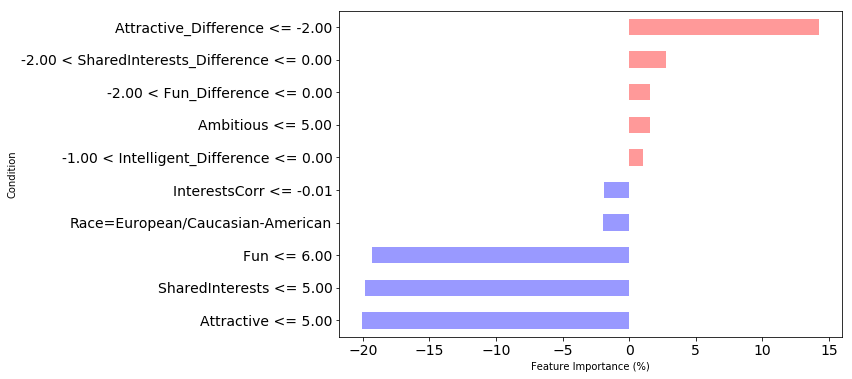 Attractive_Difference <= -2.00
-2.00 < SharedInterests_Difference <= 0.00
-2.00 < Fun_Difference <= 0.00
Ambitious <= 5.00
-1.00 < Intelligent_Difference <= 0.00
InterestsCorr <= -0.01
Race=European/Caucasian-American
Fun <= 6.00
SharedInterests <= 5.00
Attractive <= 5.00
Condition
−20 −15 −10 −5 0 5 10 15
Feature Importance (%)